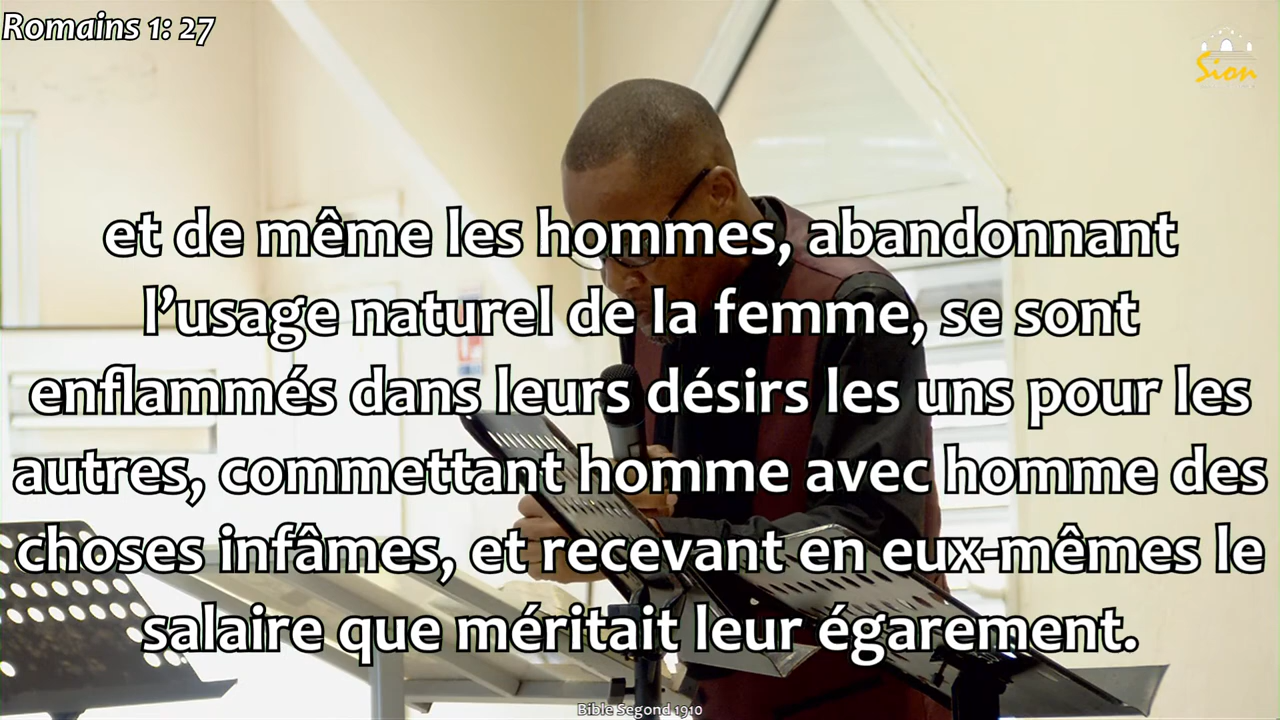 Romains 1: 27
Sion
et de même les hommes, abandonnant
l’usage naturel de la femme, se sont
enflammés dans leurs désirs les uns pour les
autres, commettant homme avec homme des
choses infâmes, et recevant en eux-mêmes le
salaire que méritait leur égarement.
Bible Segond 1910